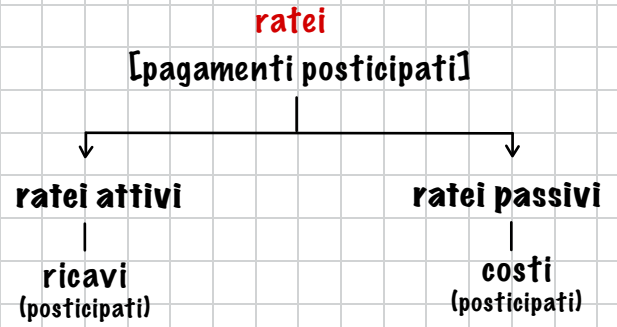 ratei
[pagamenti posticipati]
ratei attivi
ratei passivi
ricavi
(posticipati)
costi
(posticipati)